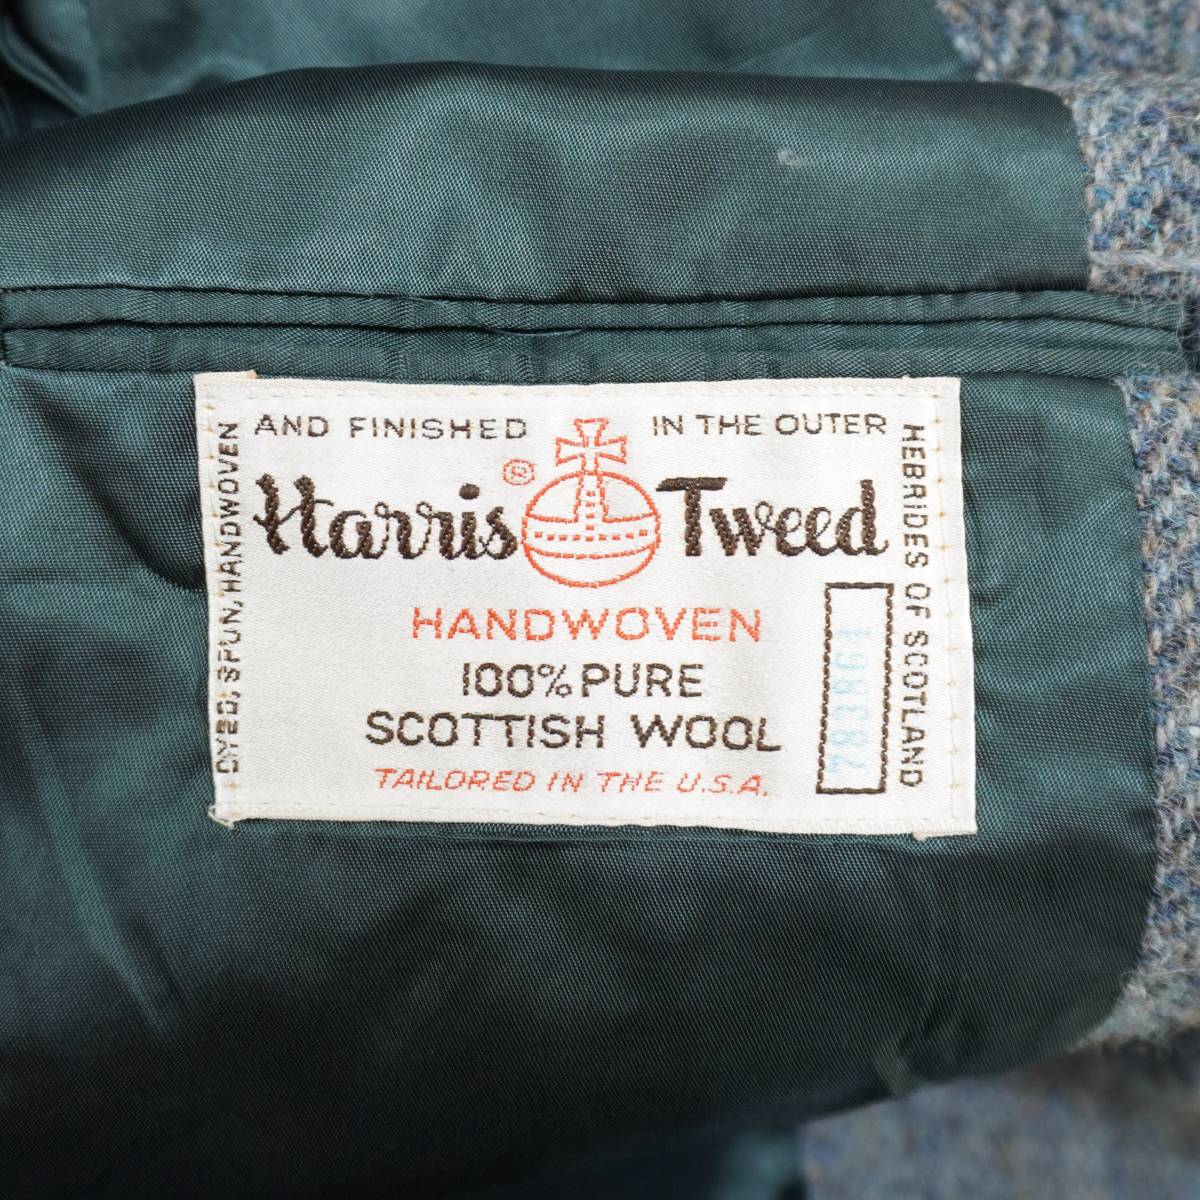 DYED, SPUN, HANDWOVEN
AND FINISHED IN THE OUTER
HEBRIDES OF SCOTLAND
Harris Tweed
®
HANDWOVEN
100% PURE
SCOTTISH WOOL
TAILORED IN THE U.S.A.